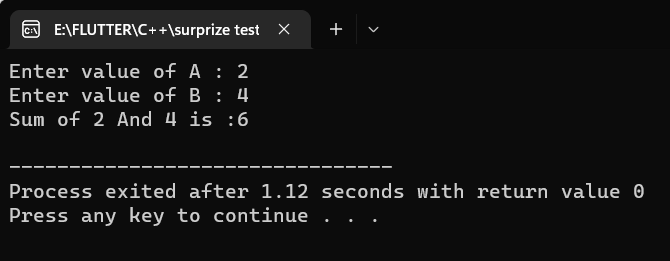 E:\FLUTTER\C++\surprize test
Enter value of A : 2
Enter value of B : 4
Sum of 2 And 4 is :6
--------------------------------
Process exited after 1.12 seconds with return value 0
Press any key to continue . . .